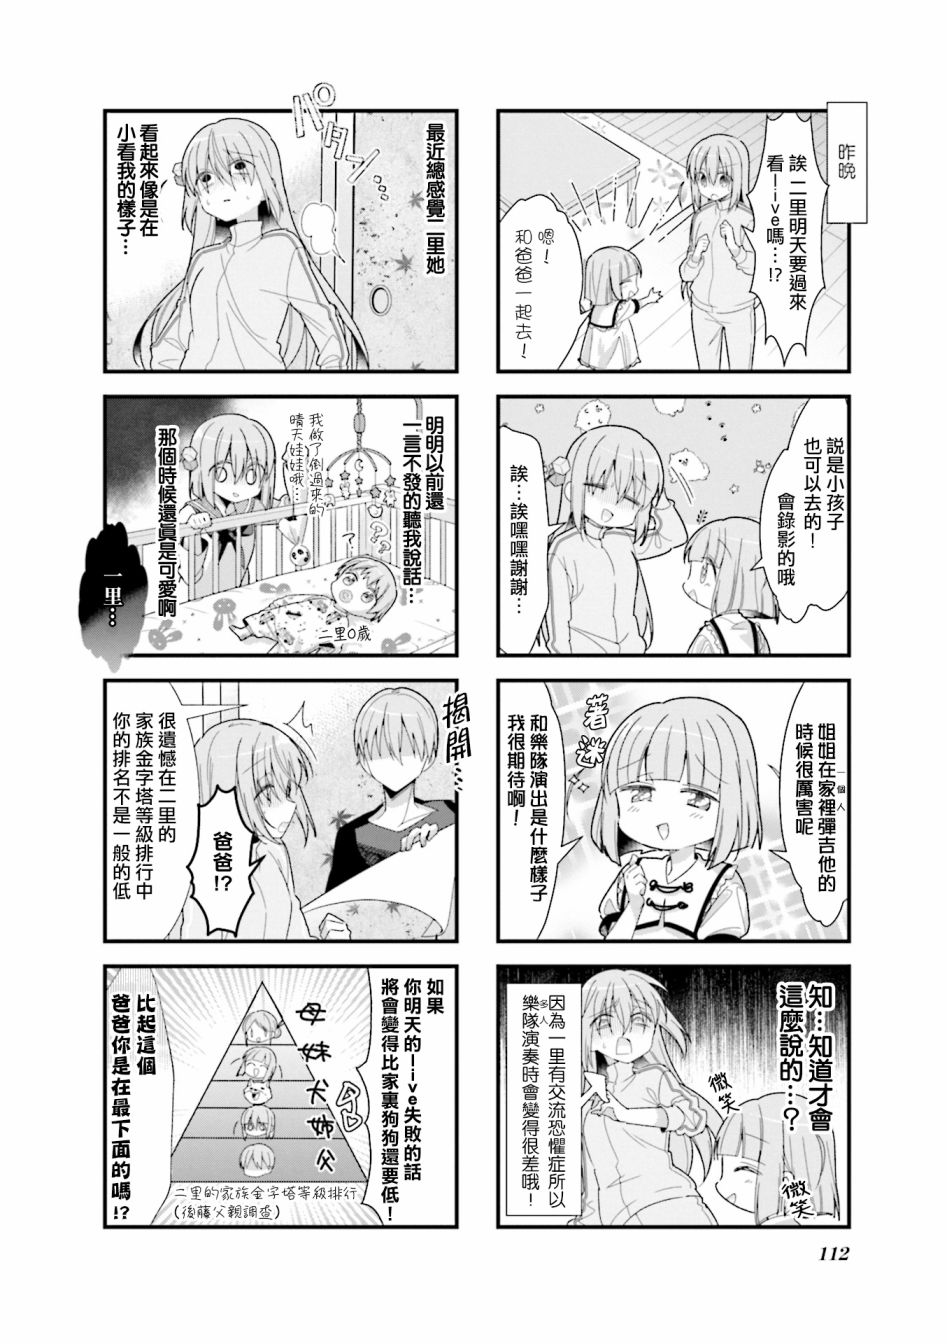 昨晚
誒 二里明天要過來
看live嗎…!?
嗯！
和爸爸一起去！
說是小孩子
也可以去的！
會錄影的哦
誒…誒嘿嘿謝謝…
姐姐在家裡彈吉他的
一個人
時候很厲害呢
著迷
和樂隊演出是什麼樣子
我很期待啊！
知…知道才會
這麼說的…?
微笑
微笑
因為一里有交流恐懼症所以
多人
樂隊演奏時會變得很差哦！
パ
最近總感覺二里她
看起來像是在
小看我的樣子…
明明以前還
一言不發的聽我說話…
我做了倒過來的
晴天娃娃哦…
那個時候還真是可愛啊
二里0歲
一里…
揭開…
爸爸!?
很遺憾在二里的
家族金字塔等級排行中
你的排名不是一般的低
如果
你明天的live失敗的話
將會變得比家裏狗狗還要低！
母
妹
犬
姊
父
二里的家族金字塔等級排行
(後藤父親調查)
比起這個
爸爸你是在最下面的嗎!?
112